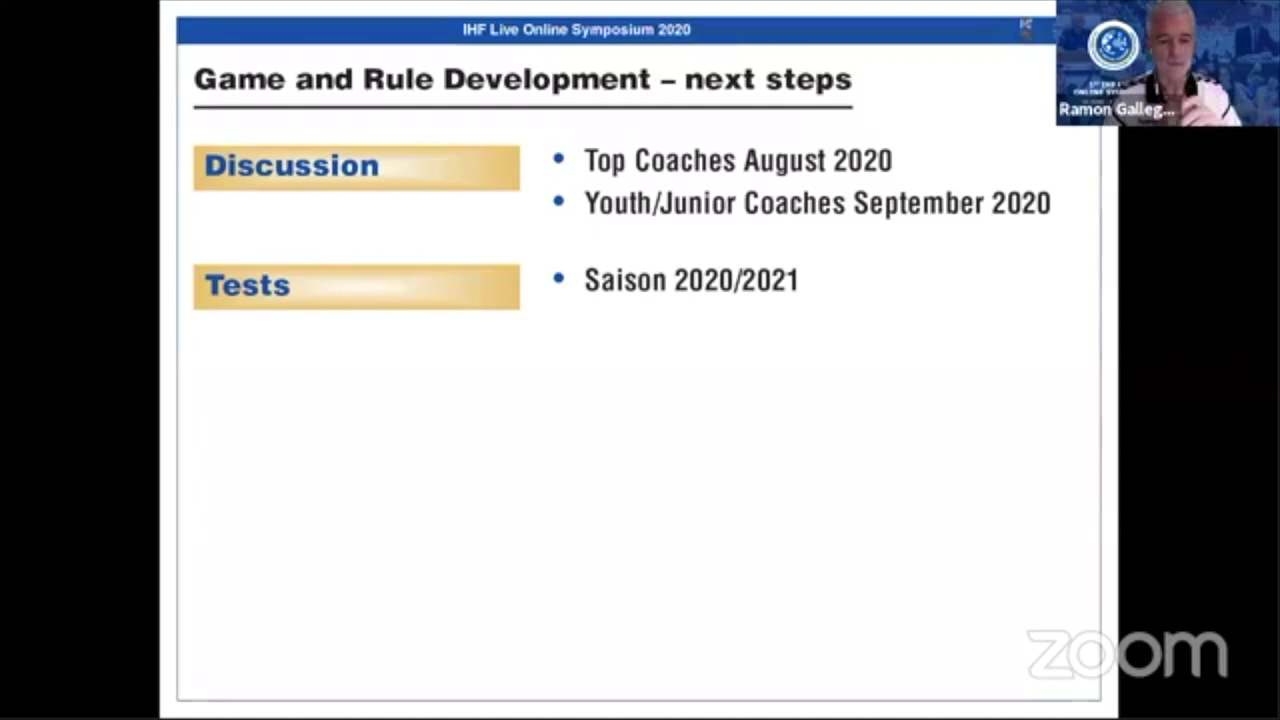 IHF Live Online Symposium 2020
Game and Rule Development – next steps
Discussion
• Top Coaches August 2020
• Youth/Junior Coaches September 2020
Tests
• Saison 2020/2021
Ramon Galleg...
zoom